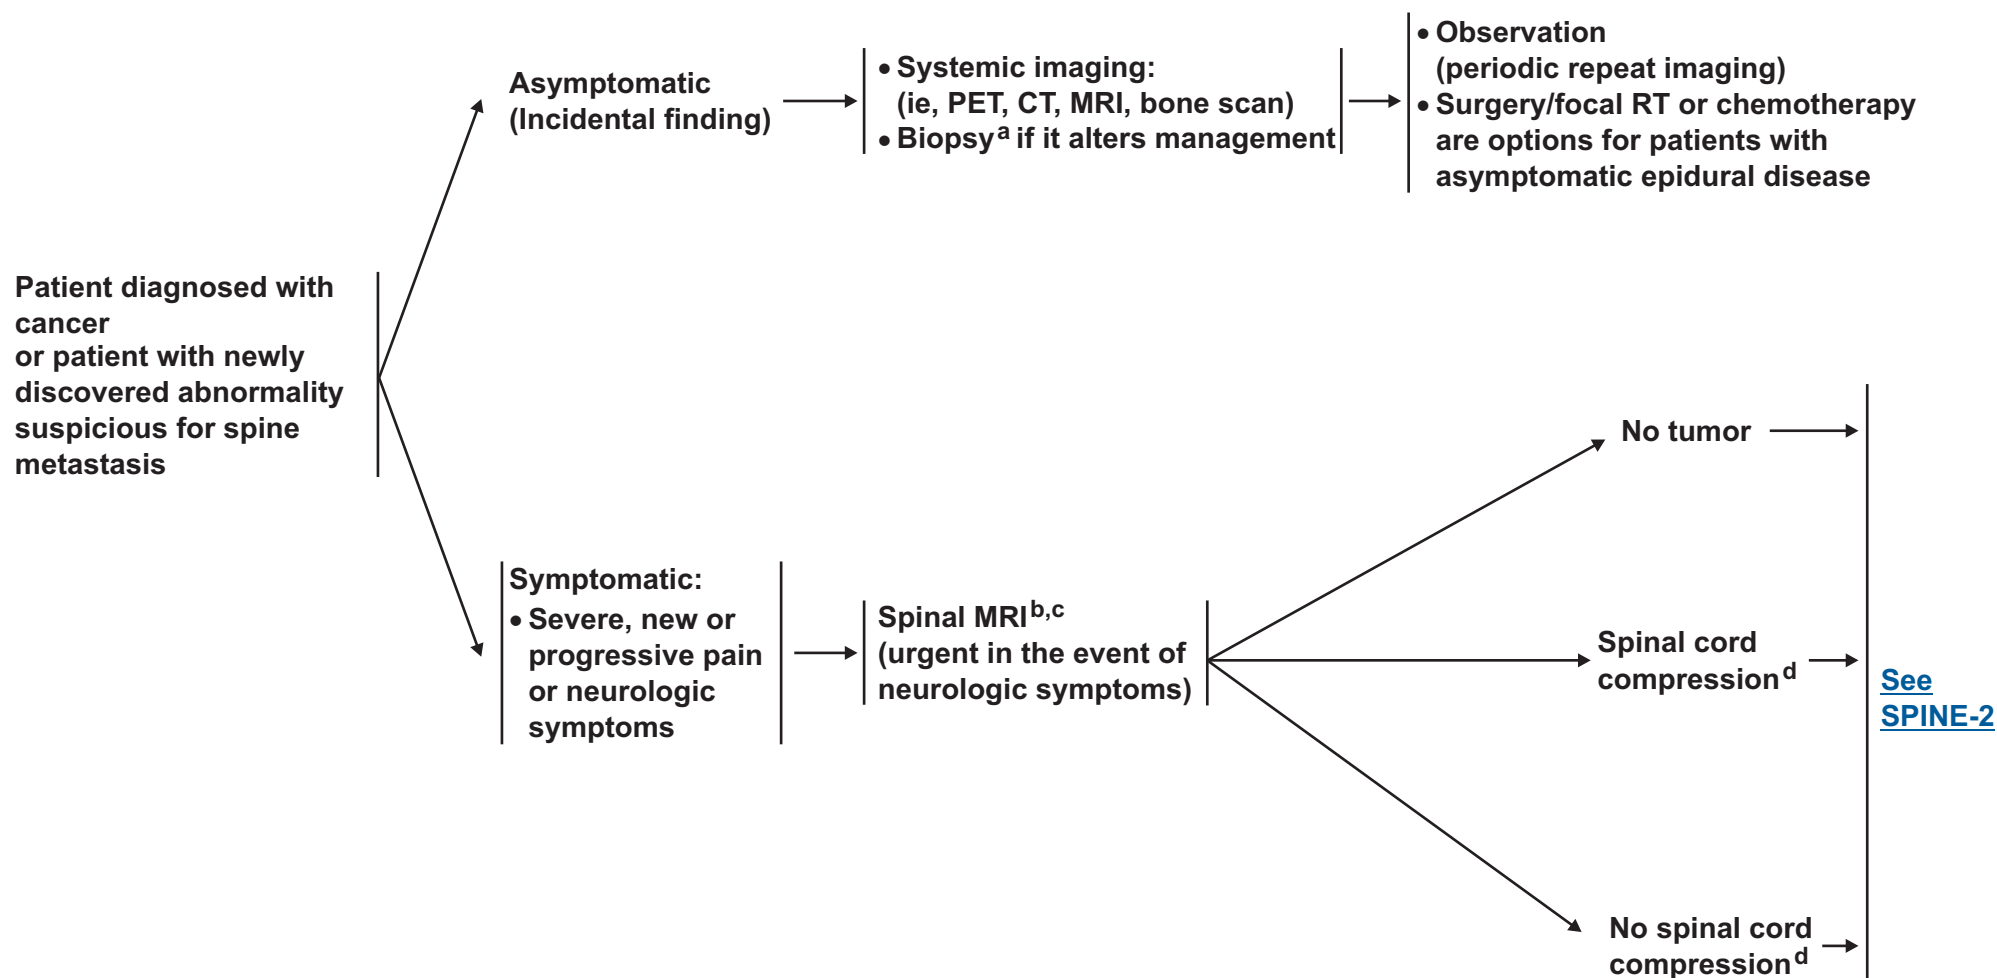 Patient diagnosed with
cancer
or patient with newly
discovered abnormality
suspicious for spine
metastasis
Asymptomatic
(Incidental finding)
• Systemic imaging:
(ie, PET, CT, MRI, bone scan)
• Biopsy a if it alters management
• Observation
(periodic repeat imaging)
• Surgery/focal RT or chemotherapy
are options for patients with
asymptomatic epidural disease
Symptomatic:
• Severe, new or
progressive pain
or neurologic
symptoms
Spinal MRI b,c
(urgent in the event of
neurologic symptoms)
No tumor
Spinal cord
compression d
No spinal cord
compression d
See
SPINE-2